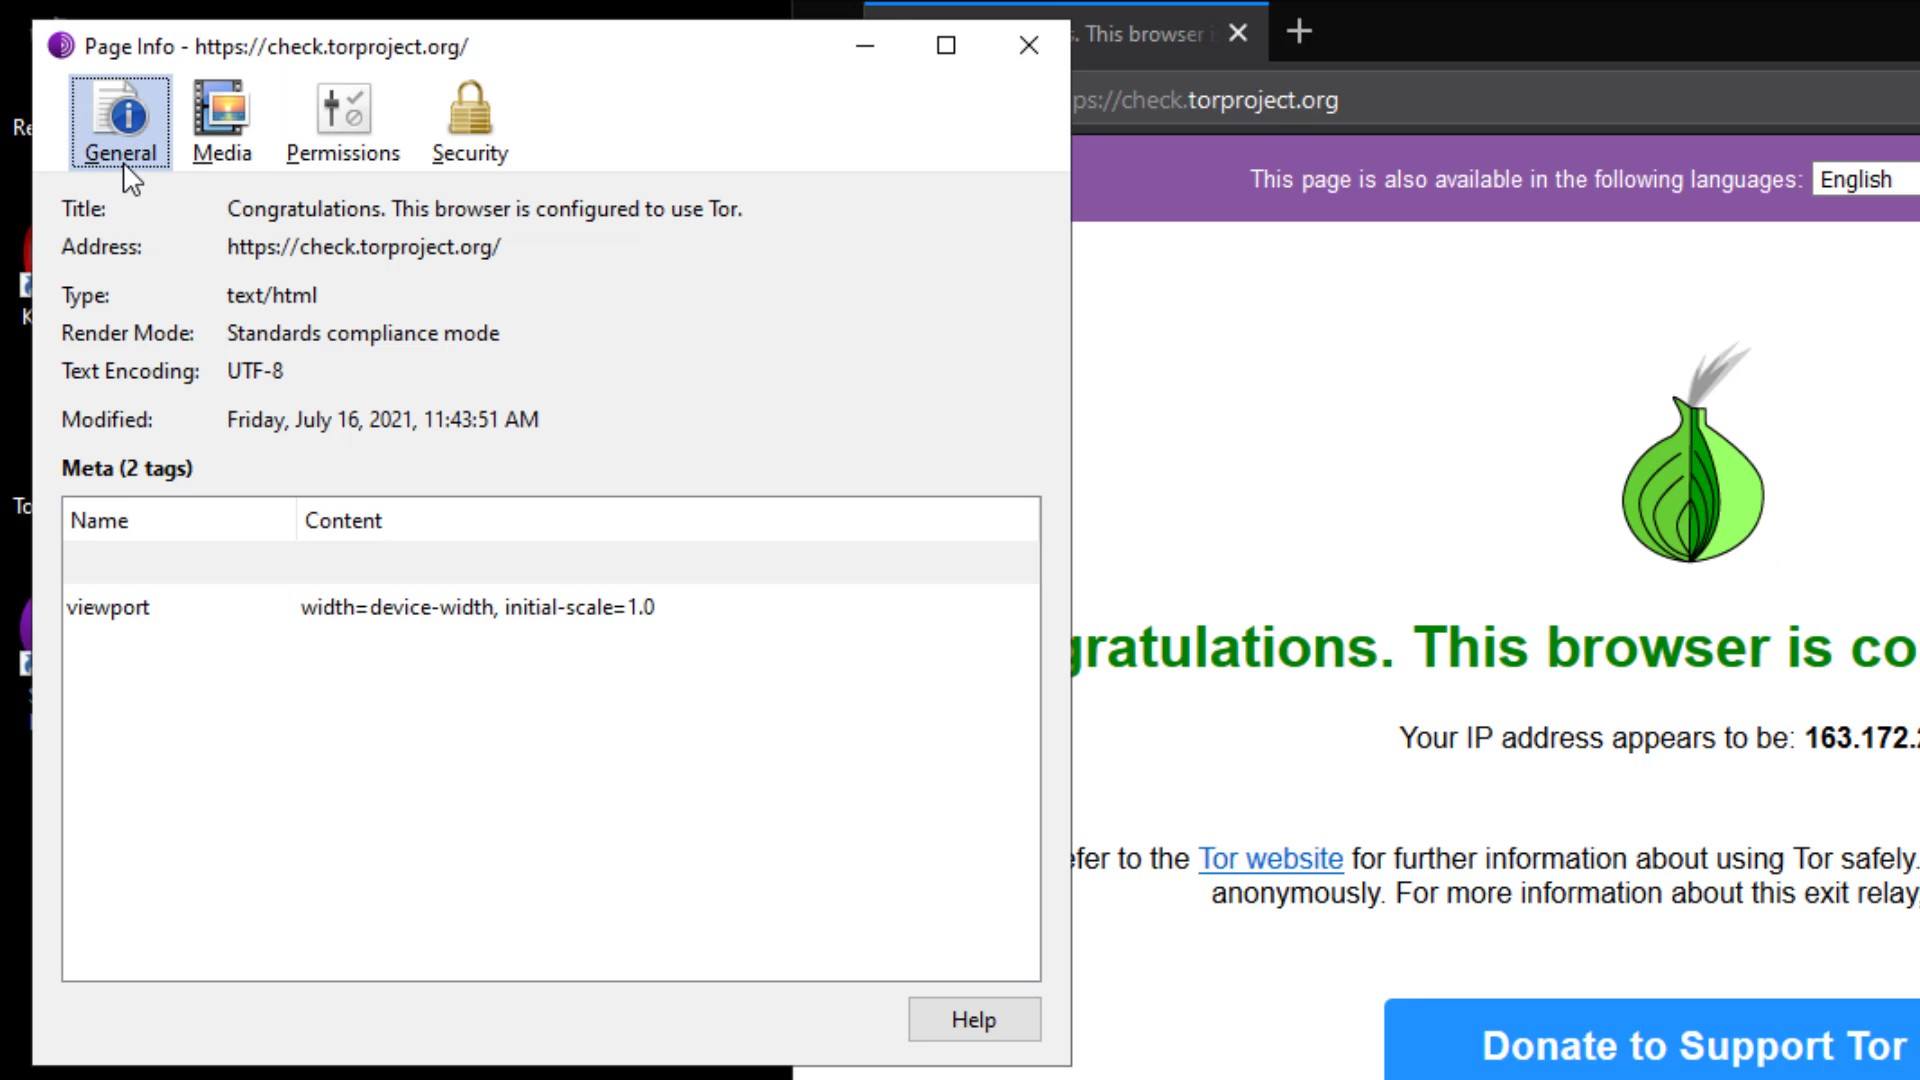 Page Info - https://check.torproject.org/
General
Media
Permissions
Security
Title: Congratulations. This browser is configured to use Tor.
Address: https://check.torproject.org/
Type: text/html
Render Mode: Standards compliance mode
Text Encoding: UTF-8
Modified: Friday, July 16, 2021, 11:43:51 AM
Meta (2 tags)
Name Content
viewport width=device-width, initial-scale=1.0
Help
. This browser
ps://check.torproject.org
This page is also available in the following languages: English
gratulations. This browser is co
Your IP address appears to be: 163.172.
efer to the Tor website for further information about using Tor safely.
anonymously. For more information about this exit relay,
Donate to Support Tor
Re
K
To